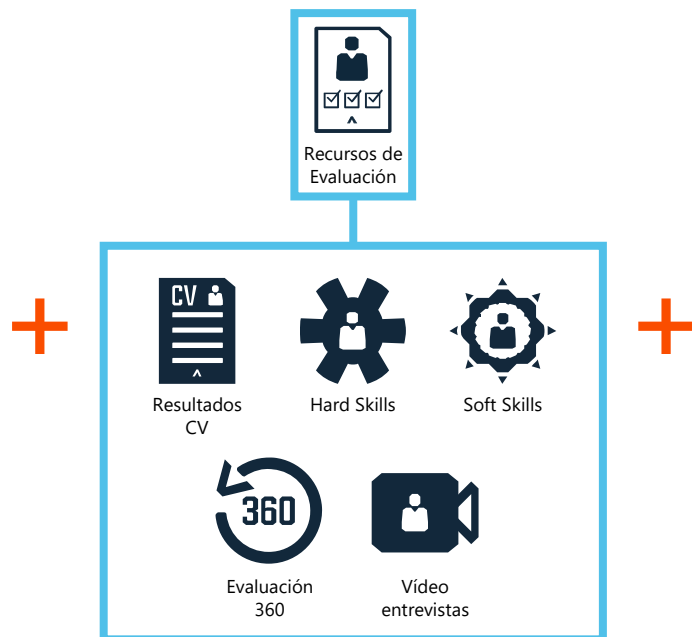 Recursos de
Evaluación
CV
Resultados
CV
Hard Skills
Soft Skills
360
Evaluación
360
Vídeo
entrevistas